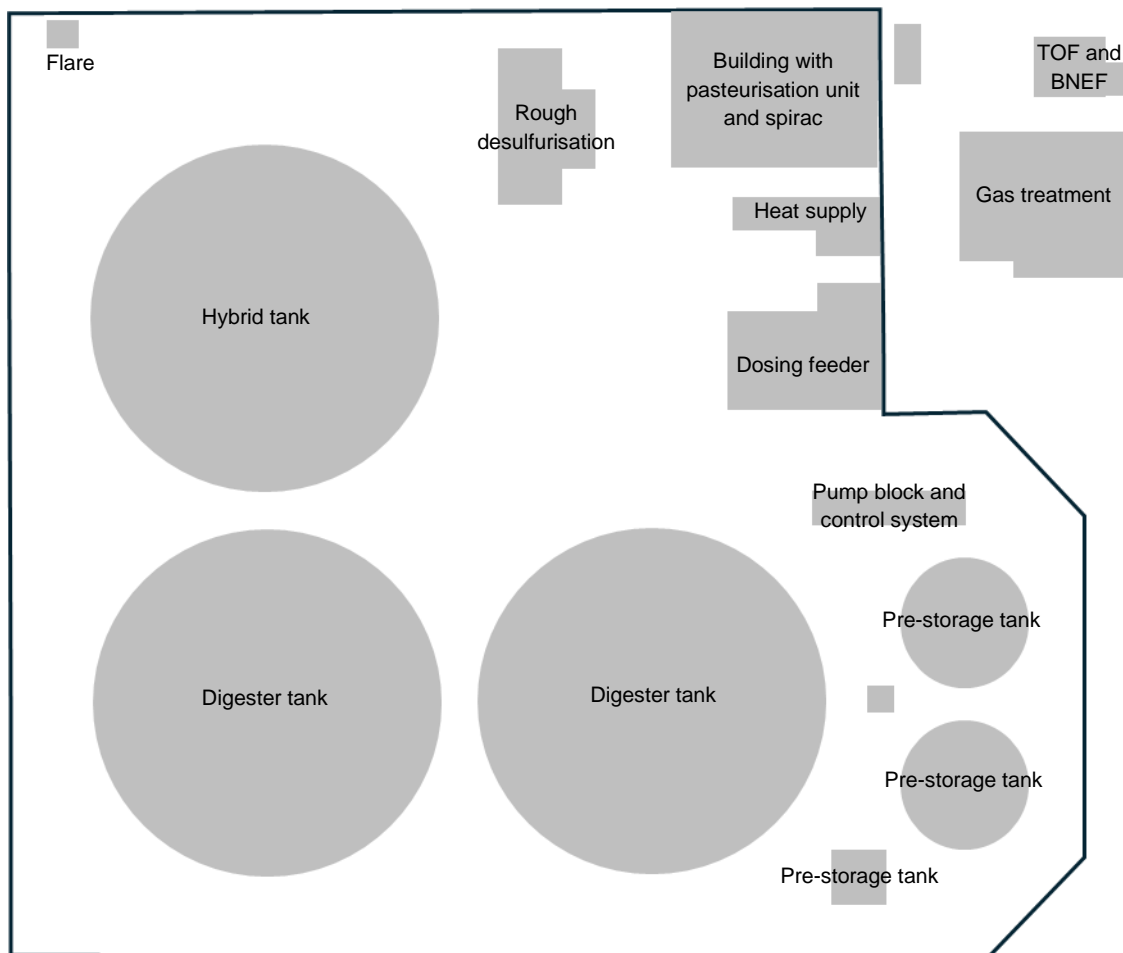 Flare
Rough
desulfurisation
Building with
pasteurisation unit
and spirac
TOF and
BNEF
Heat supply
Gas treatment
Hybrid tank
Dosing feeder
Pump block and
control system
Pre-storage tank
Digester tank
Digester tank
Pre-storage tank
Pre-storage tank